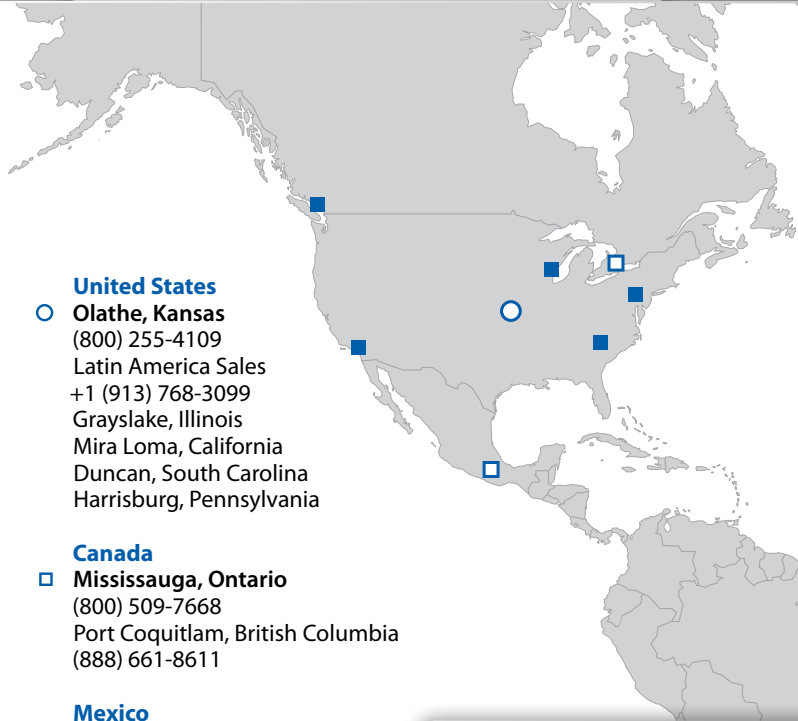 United States
Olathe, Kansas
(800) 255-4109
Latin America Sales
+1 (913) 768-3099
Grayslake, Illinois
Mira Loma, California
Duncan, South Carolina
Harrisburg, Pennsylvania
Canada
Mississauga, Ontario
(800) 509-7668
Port Coquitlam, British Columbia
(888) 661-8611
Mexico